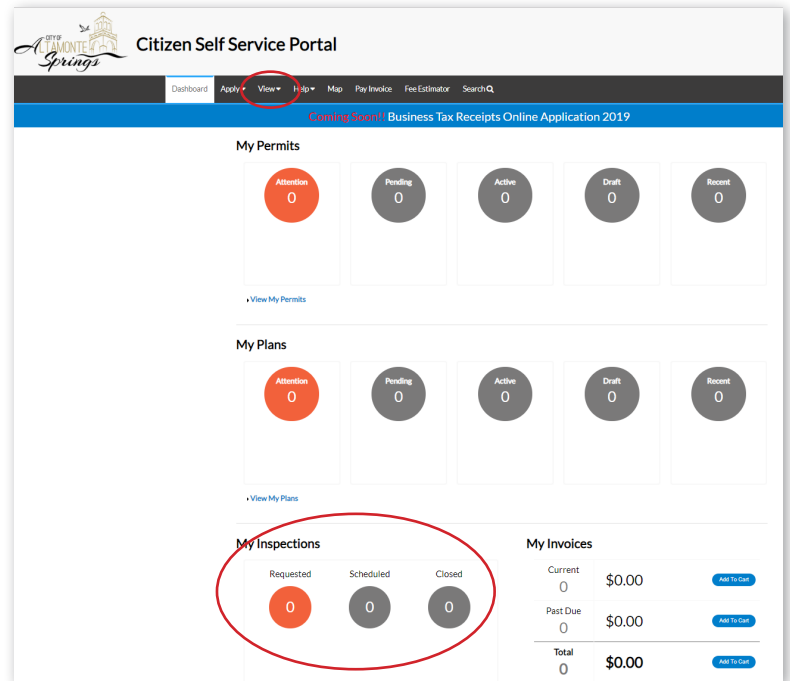 CITY OF
ALTAMONTE
Springs
Citizen Self Service Portal
Dashboard Apply View Help Map Pay Invoice Fee Estimator Search
Coming Soon!! Business Tax Receipts Online Application 2019
My Permits
Attention Pending Active Draft Recent
0 0 0 0 0
View My Permits
My Plans
Attention Pending Active Draft Recent
0 0 0 0 0
View My Plans
My Inspections My Invoices
Requested Scheduled Closed
0 0 0
Current
0 $0.00 Add To Cart
Past Due
0 $0.00 Add To Cart
Total
0 $0.00 Add To Cart